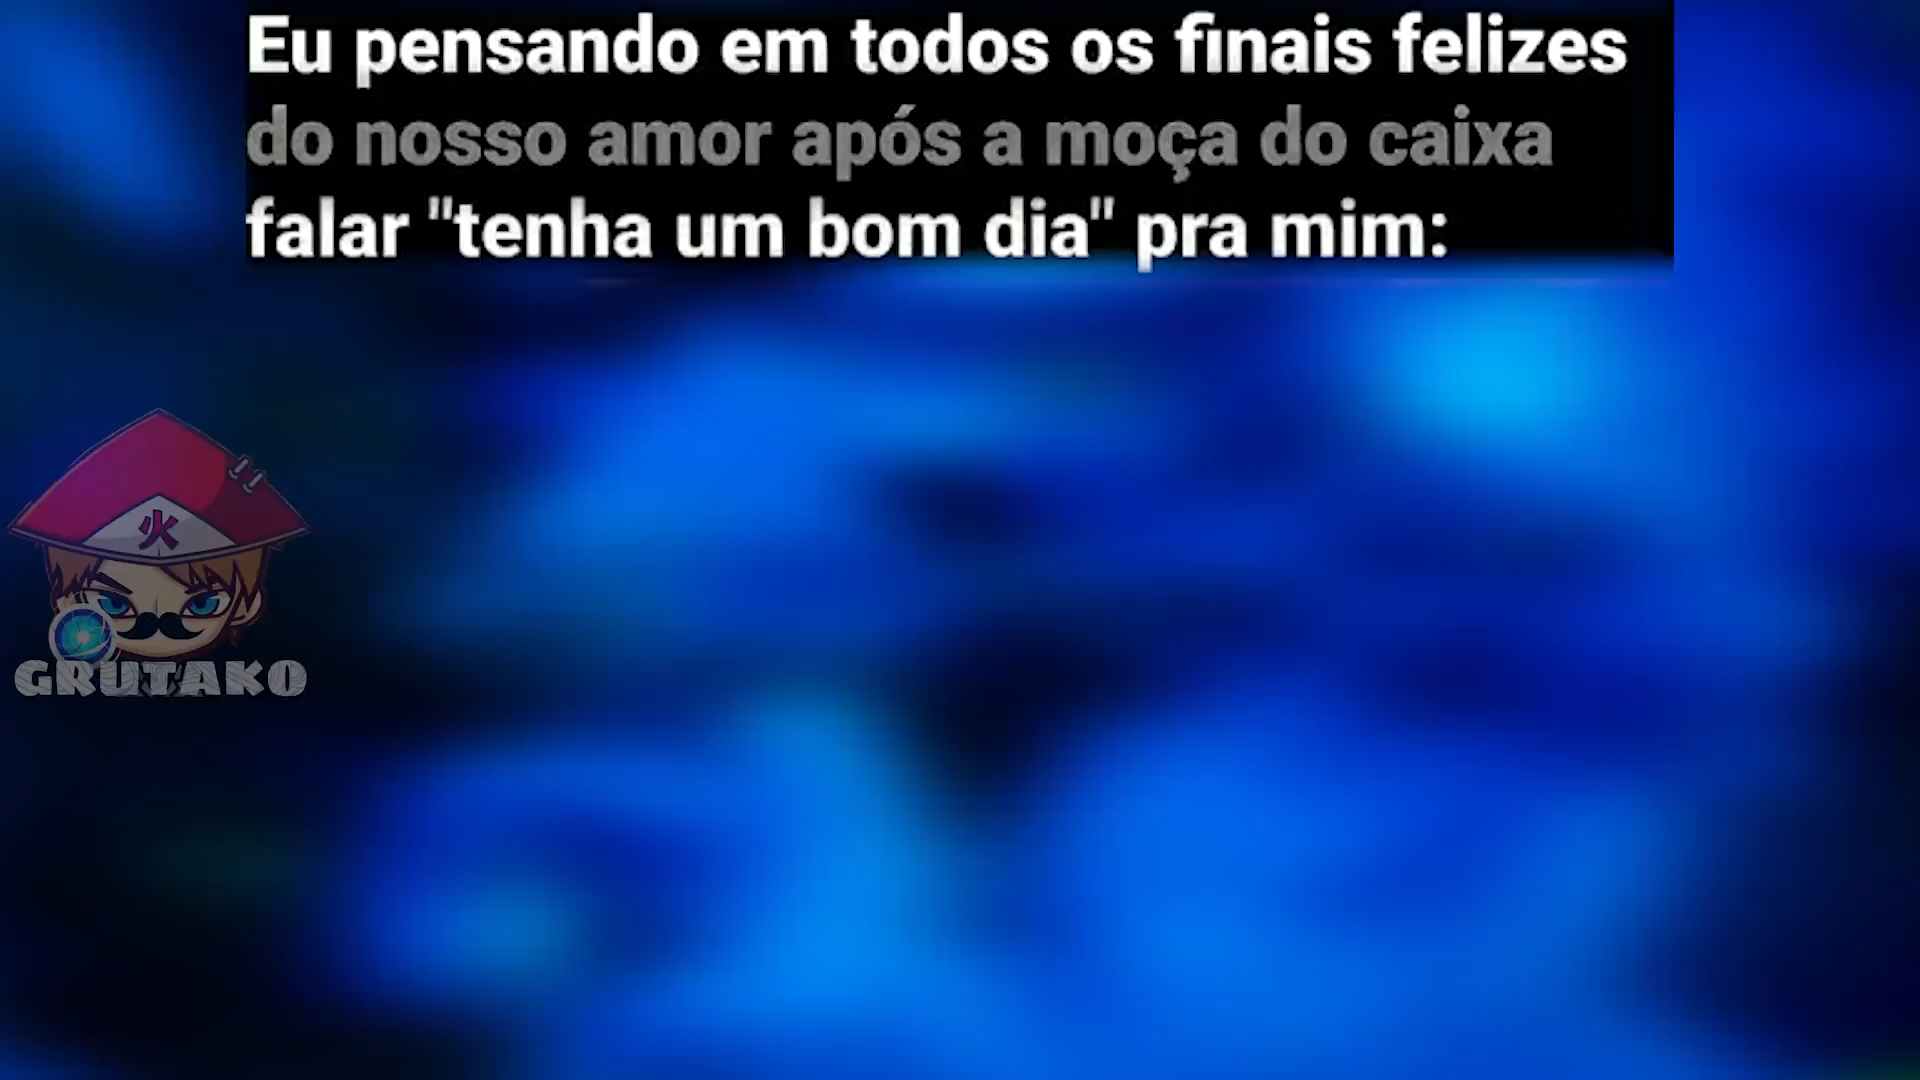 Eu pensando em todos os finais felizes
do nosso amor após a moça do caixa
falar "tenha um bom dia" pra mim:
火
GRUTAKO